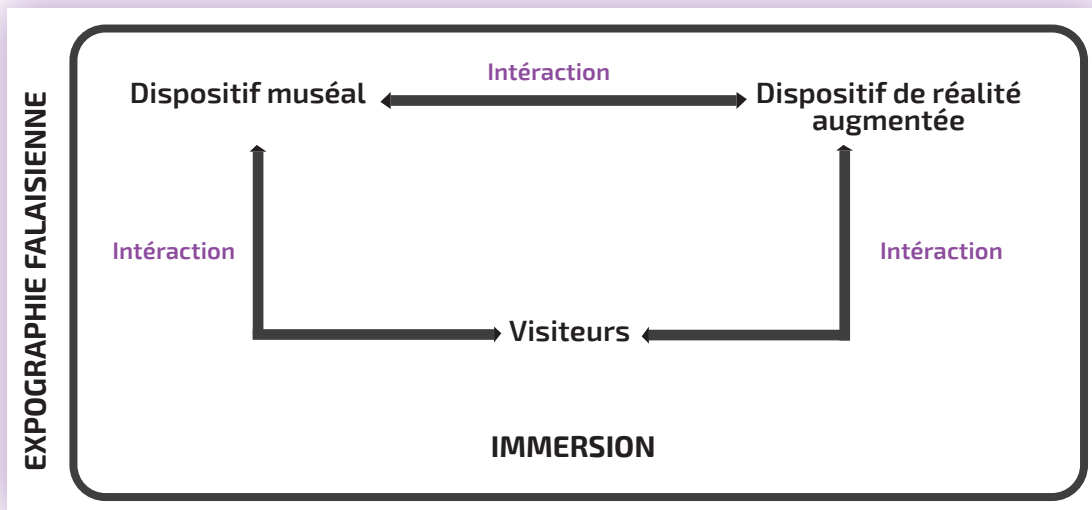 EXPOGRAPHIE FALAISIENNE
Intéraction
Dispositif muséal
Dispositif de réalité
augmentée
Intéraction
Intéraction
Visiteurs
IMMERSION